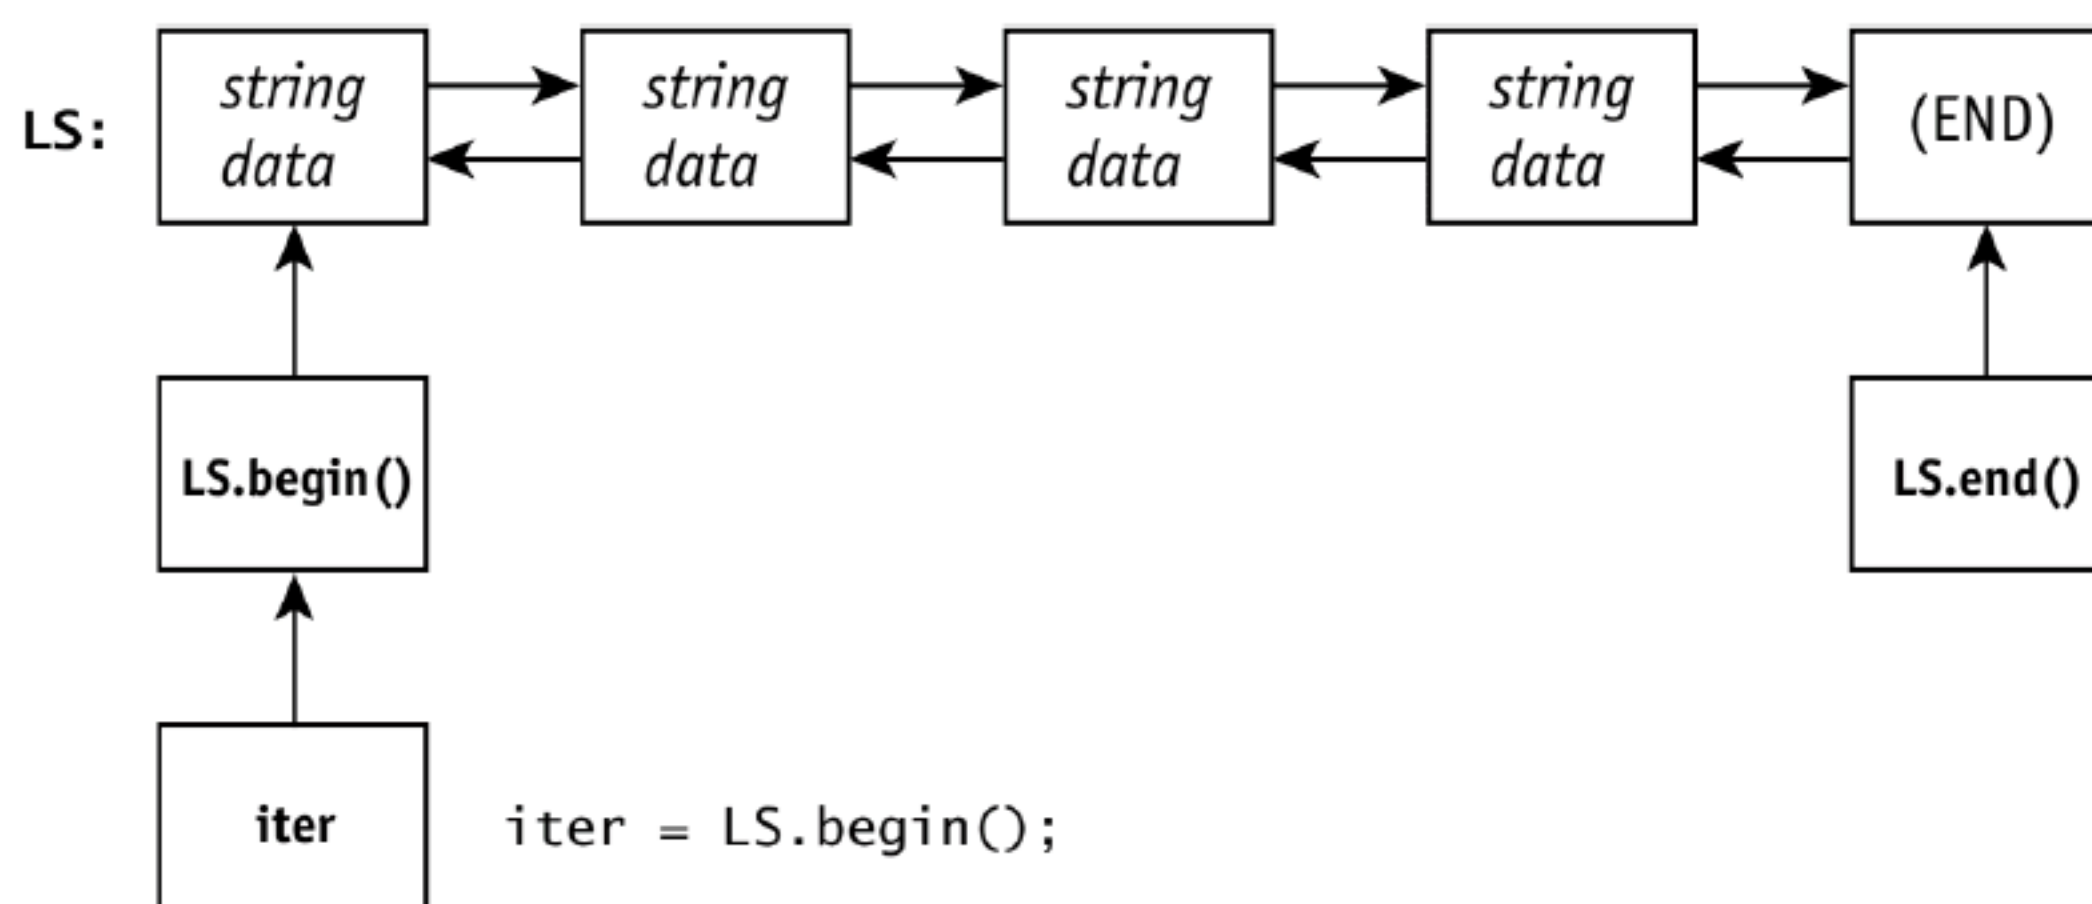 LS:
string
data
string
data
string
data
string
data
(END)
LS.begin()
LS.end()
iter
iter = LS.begin();